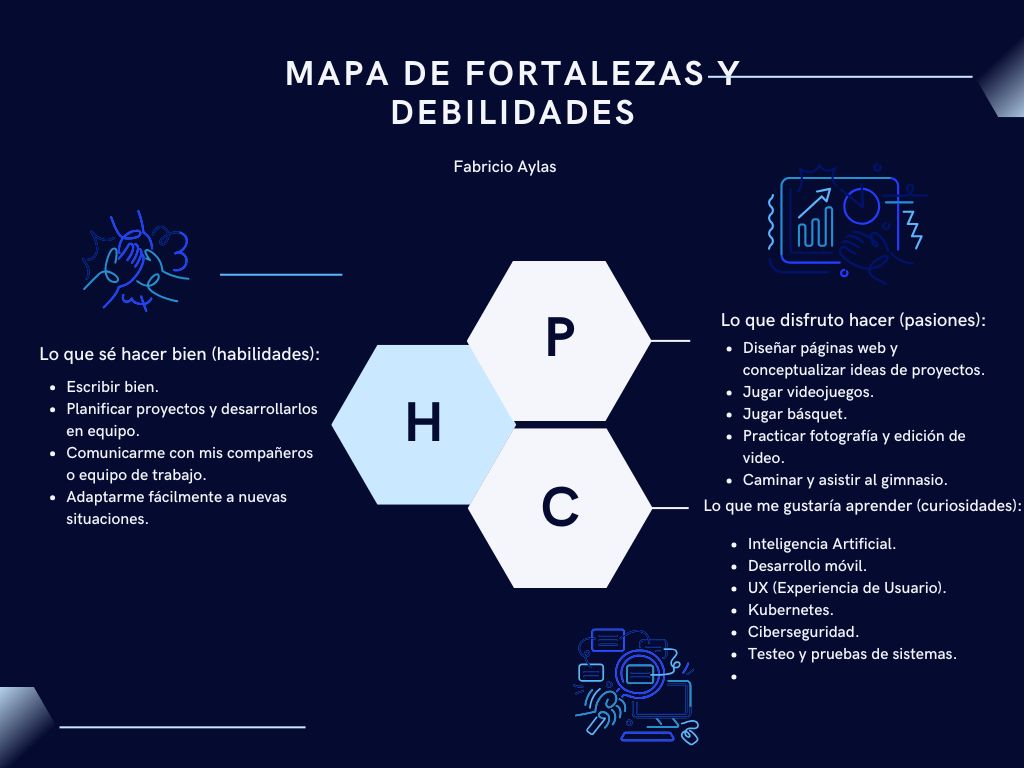 MAPA DE FORTALEZAS Y
DEBILIDADES
Fabricio Aylas
Lo que sé hacer bien (habilidades):
• Escribir bien.
• Planificar proyectos y desarrollarlos
en equipo.
• Comunicarme con mis compañeros
o equipo de trabajo.
• Adaptarme fácilmente a nuevas
situaciones.
H
P
C
Lo que disfruto hacer (pasiones):
• Diseñar páginas web y
conceptualizar ideas de proyectos.
• Jugar videojuegos.
• Jugar básquet.
• Practicar fotografía y edición de
video.
• Caminar y asistir al gimnasio.
Lo que me gustaría aprender (curiosidades):
• Inteligencia Artificial.
• Desarrollo móvil.
• UX (Experiencia de Usuario).
• Kubernetes.
• Ciberseguridad.
• Testeo y pruebas de sistemas.
•